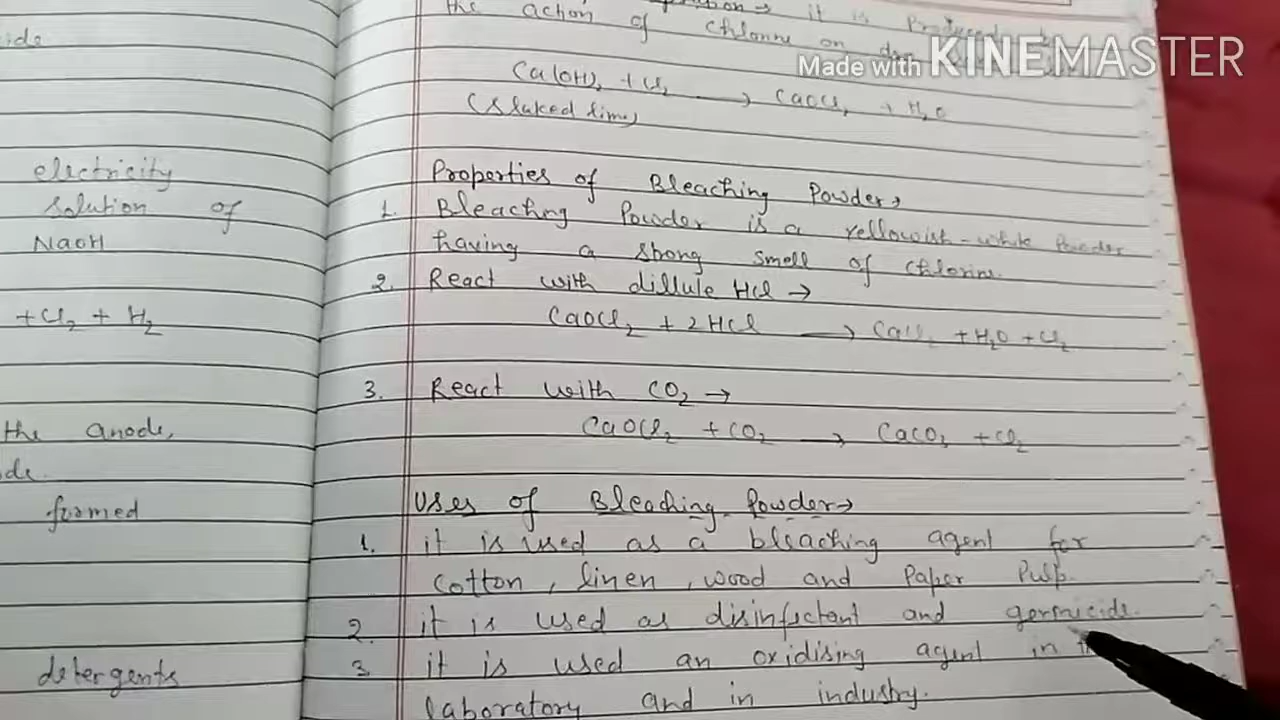 ide
electricity
solution of
NaOH
+Cl2 + H2
the anode,
de.
formed
detergents
it is Produced
the action of Chlorine on
Made with KINEMASTER
Ca(OH)2 + Cl2 → CaOCl2 + H2O
(Slaked lime)
Properties of Bleaching Powder→
1. Bleaching Powder is a yellowish-white Powder
having a strong smell of Chlorine.
2. React with dillule HCl →
CaOCl2 + 2HCl → CaCl2 + H2O + Cl2
3. React with CO2 →
CaOCl2 + CO2 → CaCO3 + Cl2
Uses of Bleaching Powder→
1. it is used as a bleaching agent for
Cotton, linen, wood and Paper Pulp.
2. it is used as disinfectant and germicide.
3 it is used an oxidising agent in
laboratory and in industry.